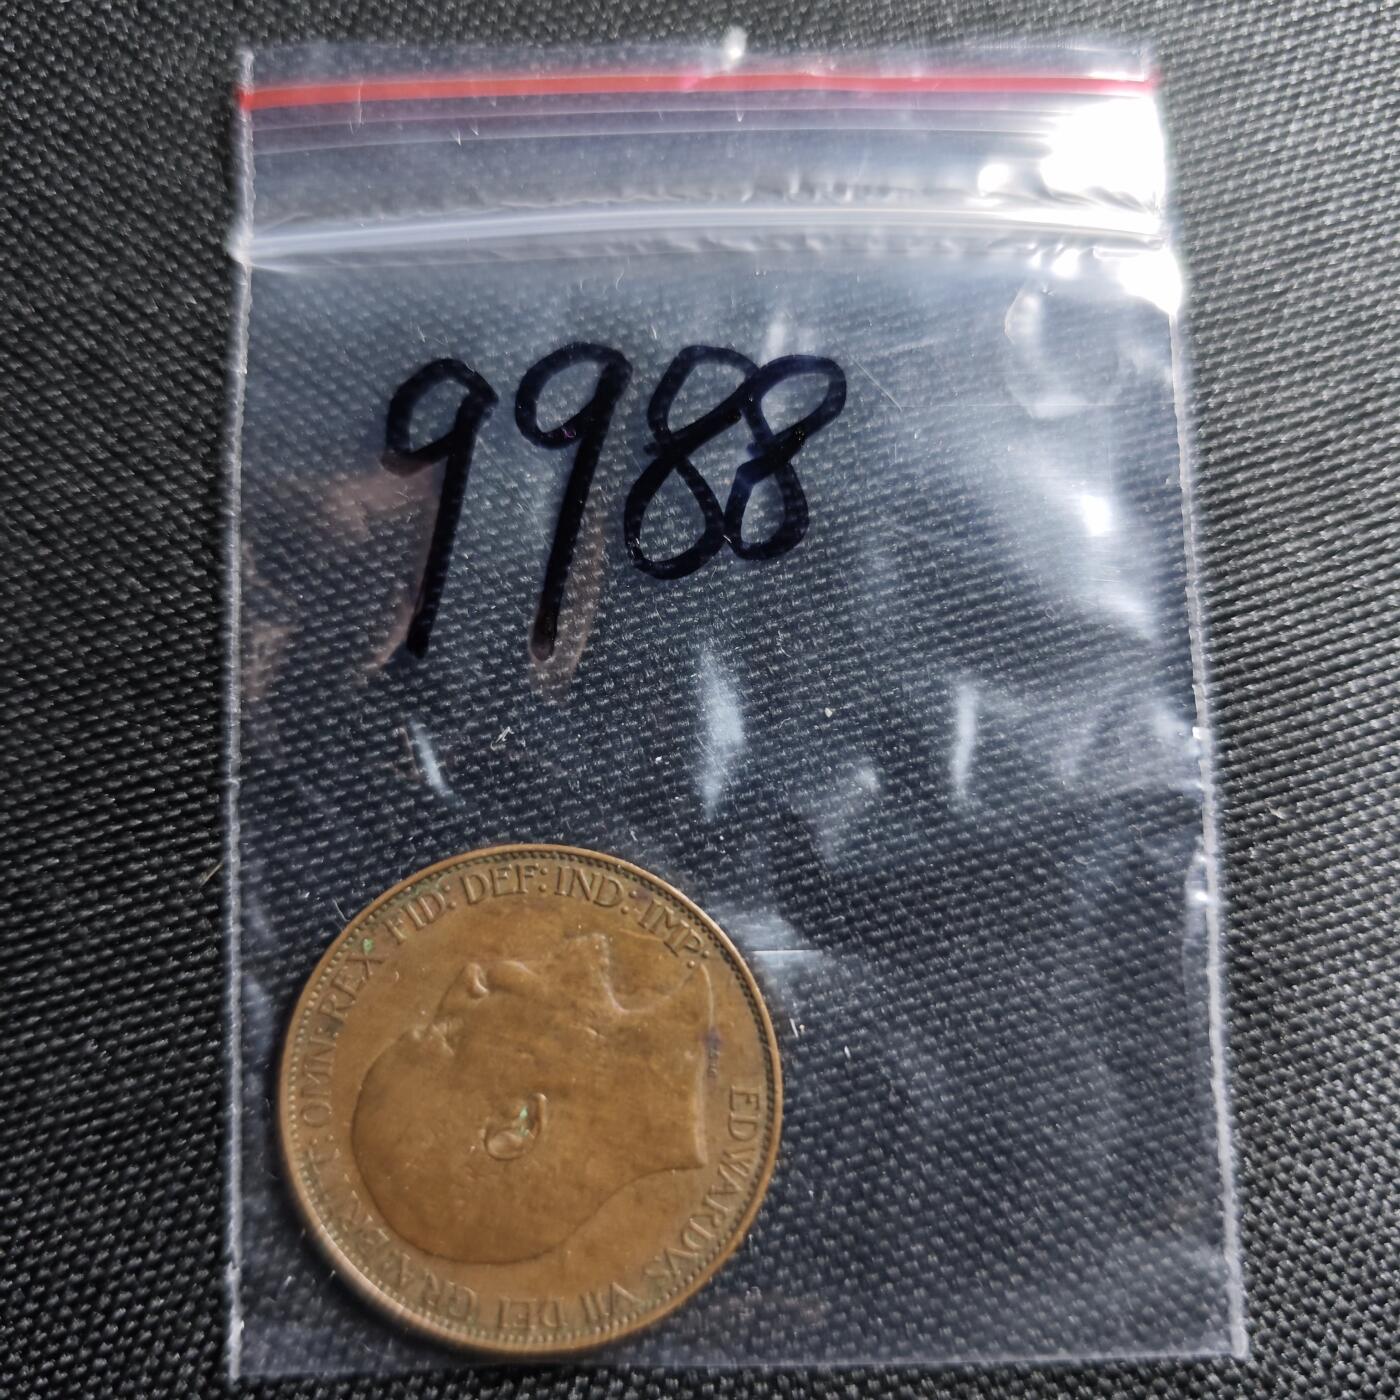 9988
EDWARDVS VII DEI GRA: BRITT: OMN: REX FID: DEF: IND: IMP: